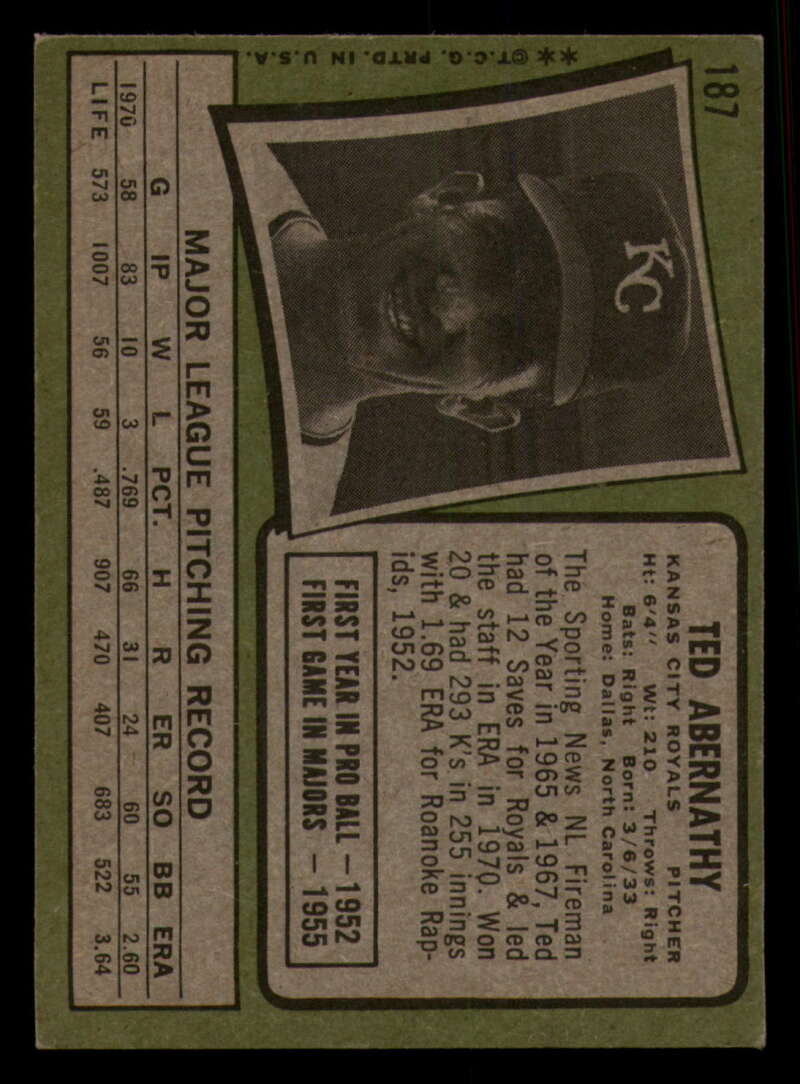 187
**©T.C.G. PRTD. IN U.S.A.
KC
TED ABERNATHY
KANSAS CITY ROYALS PITCHER
Ht: 6'4" Wt: 210 Throws: Right
Bats: Right Born: 3/6/33
Home: Dallas, North Carolina
The Sporting News NL Fireman
of the Year in 1965 & 1967, Ted
had 12 Saves for Royals & led
the staff in ERA in 1970. Won
20 & had 293 K's in 255 innings
with 1.69 ERA for Roanoke Rap-
ids, 1952.
FIRST YEAR IN PRO BALL — 1952
FIRST GAME IN MAJORS — 1955
MAJOR LEAGUE PITCHING RECORD
G IP W L PCT. H R ER SO BB ERA
1970 58 83 10 3 .769 66 31 24 60 55 2.60
LIFE 573 1007 56 59 .487 907 470 407 683 522 3.64